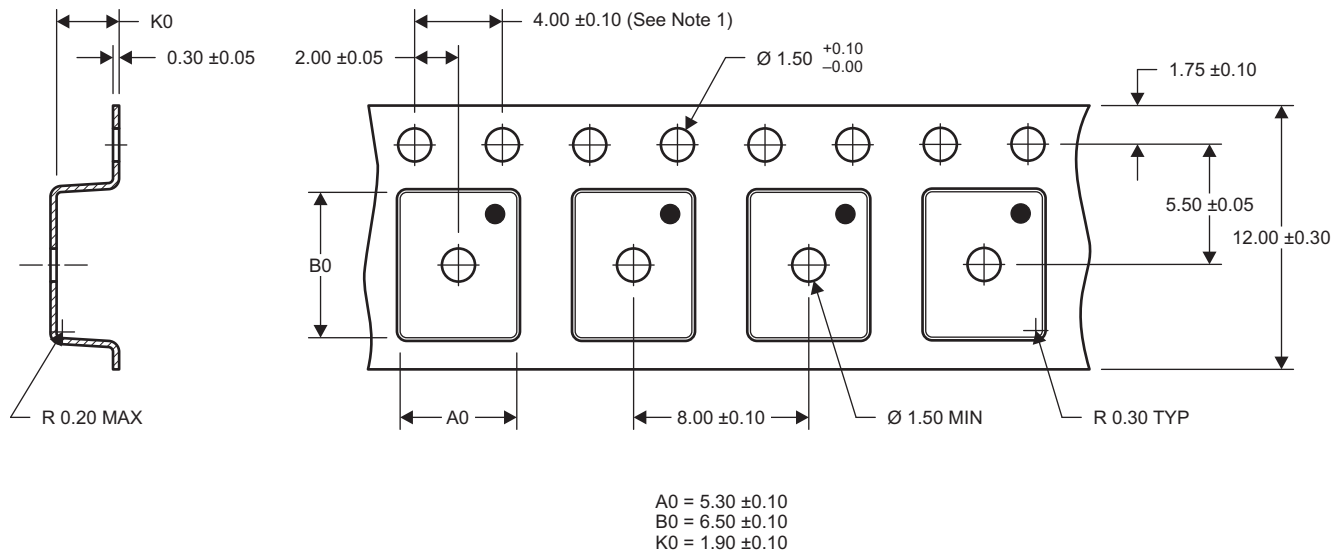 K0
4.00 ±0.10 (See Note 1)
0.30 ±0.05
2.00 ±0.05
Ø 1.50 +0.10 –0.00
1.75 ±0.10
5.50 ±0.05
12.00 ±0.30
B0
R 0.20 MAX
A0
8.00 ±0.10
Ø 1.50 MIN
R 0.30 TYP
A0 = 5.30 ±0.10
B0 = 6.50 ±0.10
K0 = 1.90 ±0.10